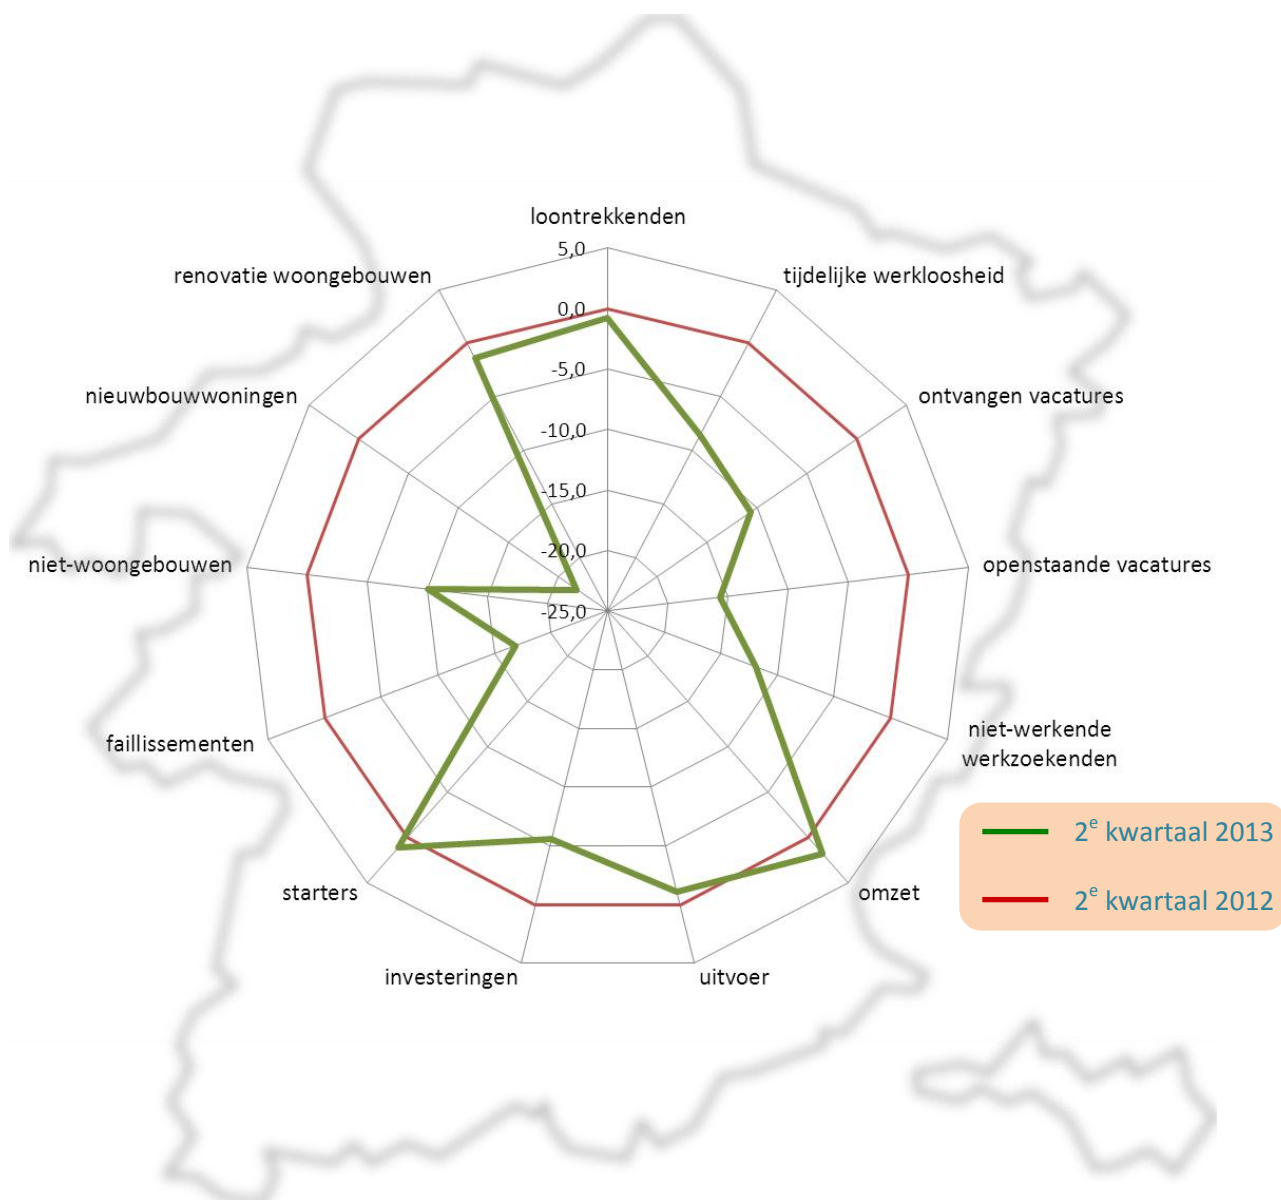 loontrekkenden
5,0
0,0
-5,0
-10,0
-15,0
-20,0
-25,0
tijdelijke werkloosheid
ontvangen vacatures
openstaande vacatures
niet-werkende
werkzoekenden
omzet
uitvoer
investeringen
starters
faillissementen
niet-woongebouwen
nieuwbouwwoningen
renovatie woongebouwen
2e kwartaal 2013
2e kwartaal 2012